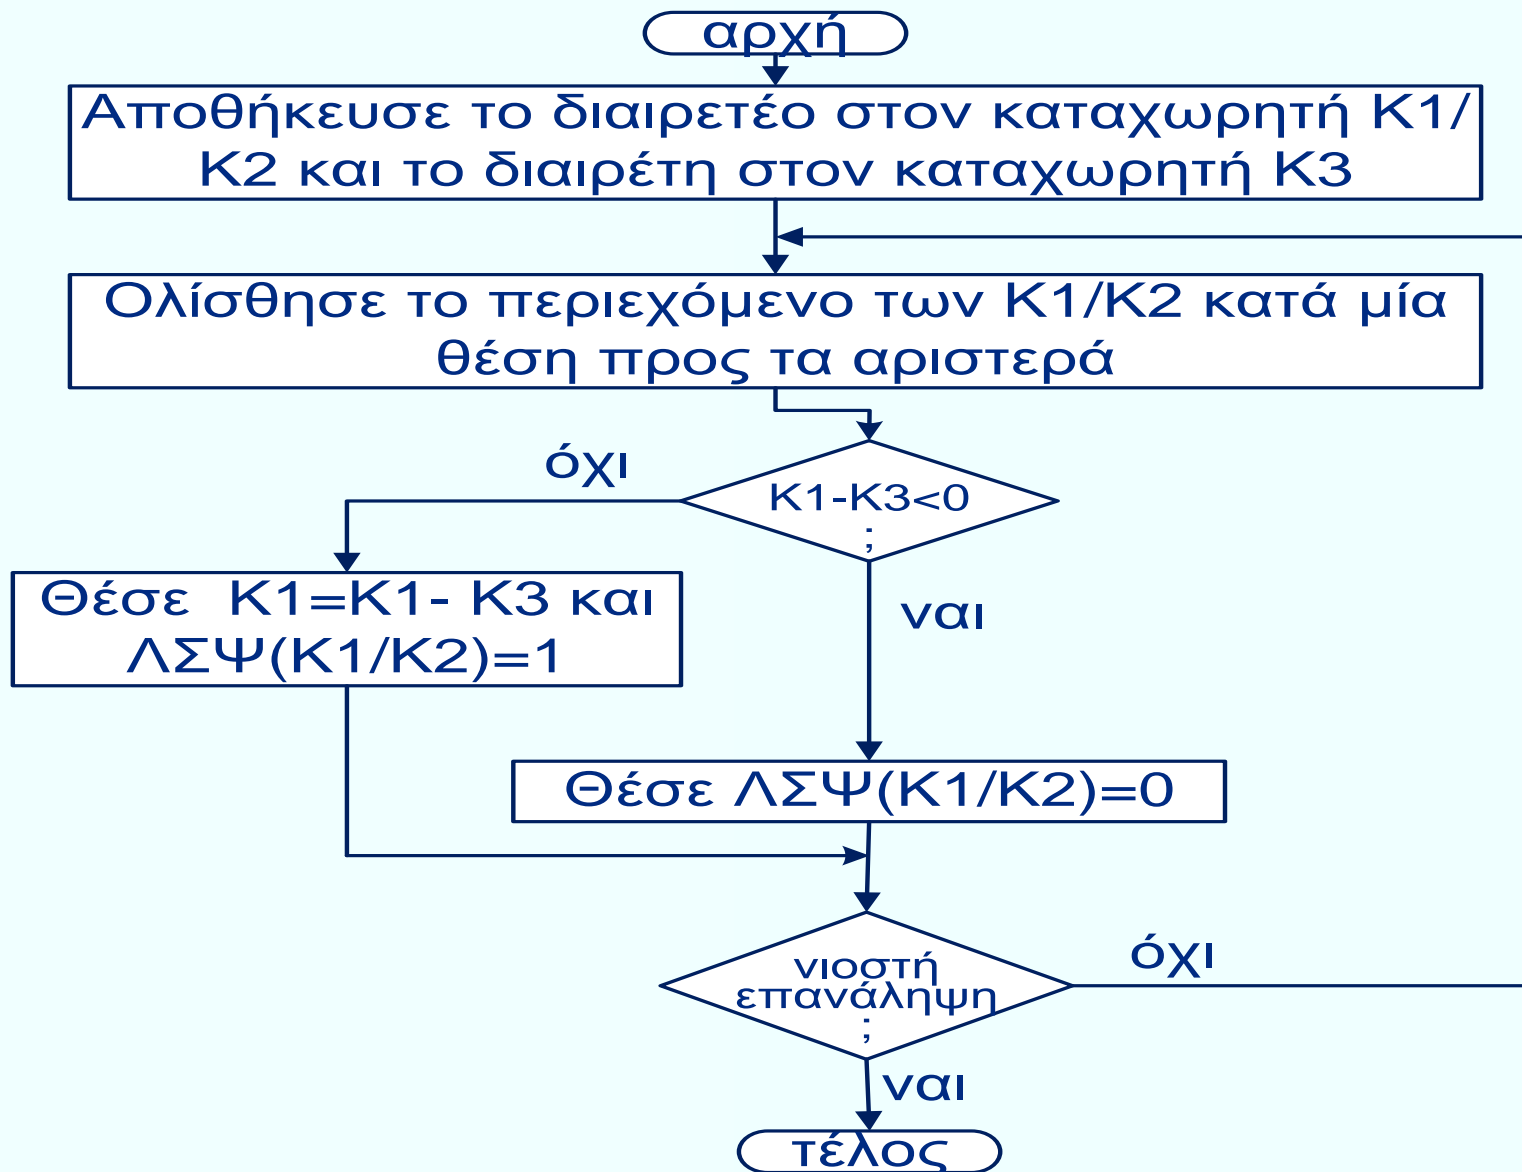 αρχή
Αποθήκευσε το διαιρετέο στον καταχωρητή Κ1/
Κ2 και το διαιρέτη στον καταχωρητή Κ3
Ολίσθησε το περιεχόμενο των Κ1/Κ2 κατά μία
θέση προς τα αριστερά
όχι
Κ1-Κ3<0
;
Θέσε Κ1=Κ1- Κ3 και
ΛΣΨ(Κ1/Κ2)=1
ναι
Θέσε ΛΣΨ(Κ1/Κ2)=0
νιοστή
επανάληψη
;
όχι
ναι
τέλος